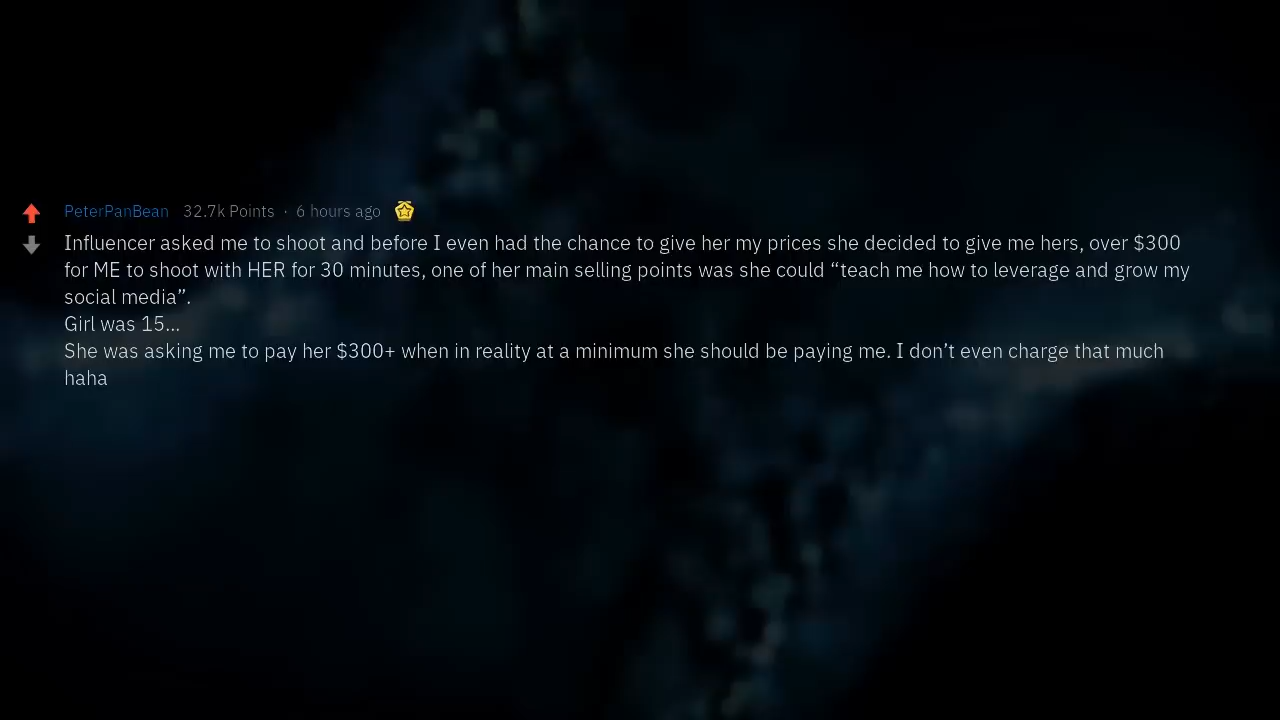 PeterPanBean 32.7k Points · 6 hours ago
Influencer asked me to shoot and before I even had the chance to give her my prices she decided to give me hers, over $300
for ME to shoot with HER for 30 minutes, one of her main selling points was she could “teach me how to leverage and grow my
social media”.
Girl was 15...
She was asking me to pay her $300+ when in reality at a minimum she should be paying me. I don’t even charge that much
haha